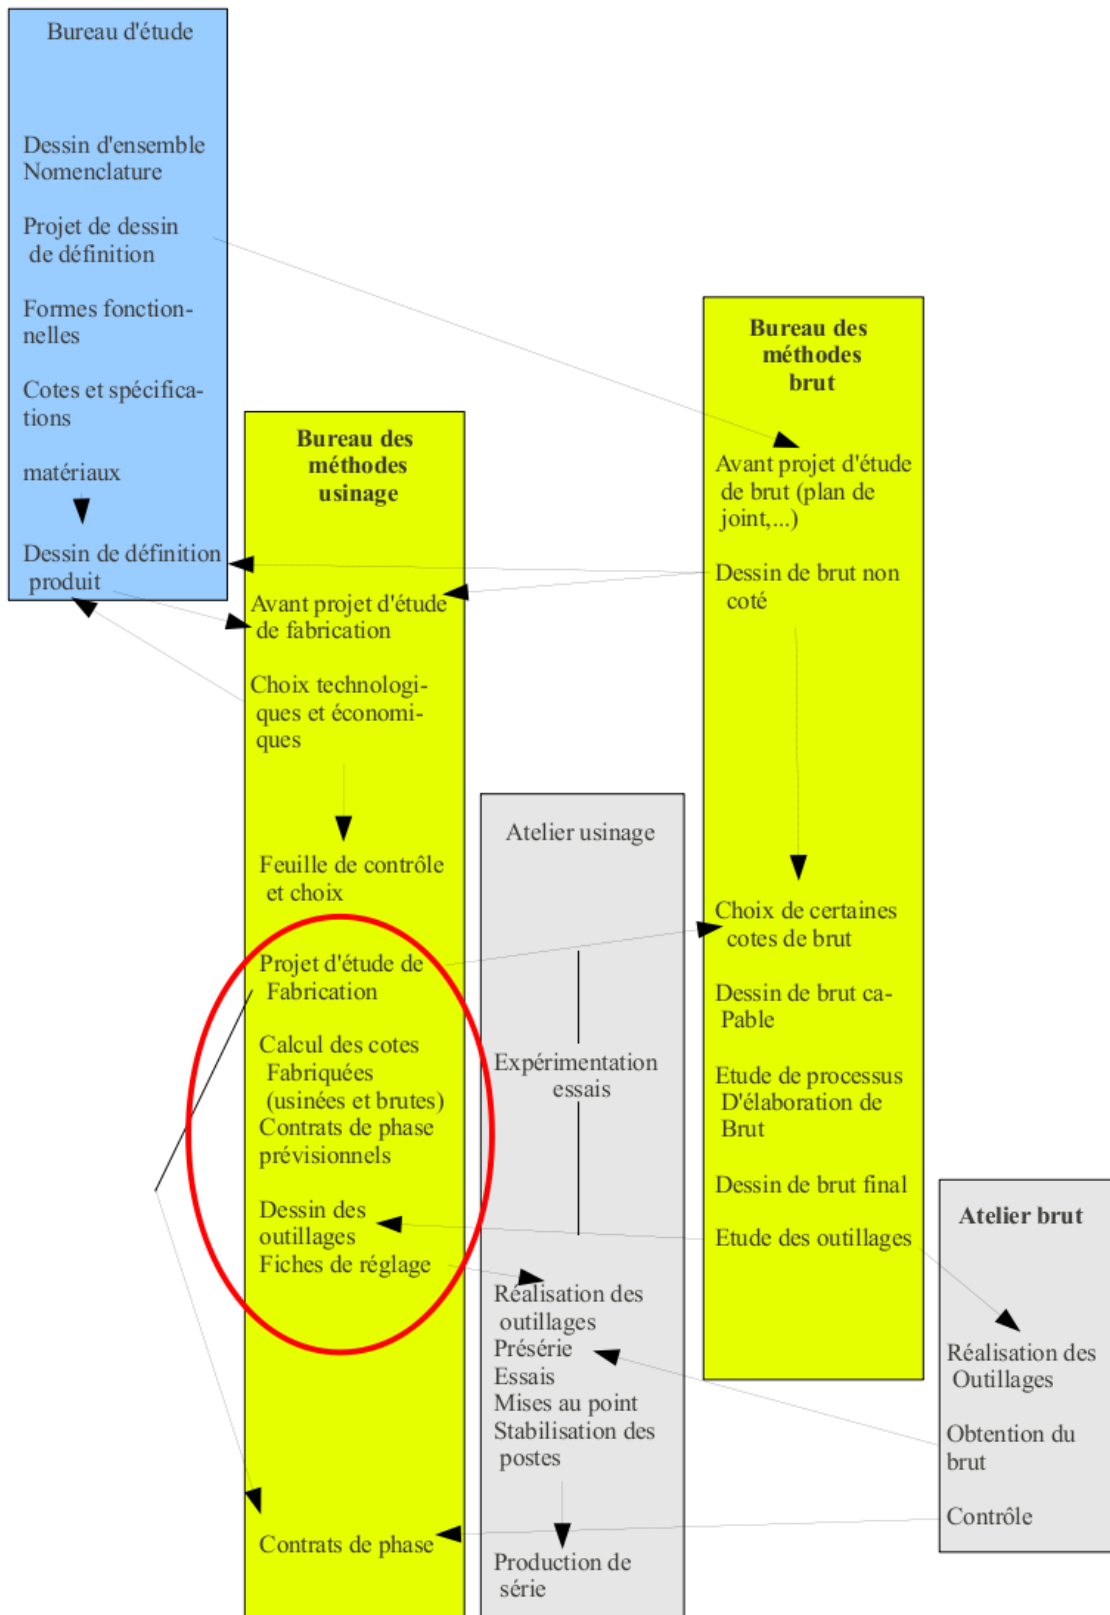 Bureau d'étude
Dessin d'ensemble
Nomenclature
Projet de dessin
de définition
Formes fonction-
nelles
Cotes et spécifica-
tions
matériaux
Dessin de définition
produit
Bureau des
méthodes
usinage
Avant projet d'étude
de fabrication
Choix technologi-
ques et économi-
ques
Feuille de contrôle
et choix
Projet d'étude de
Fabrication
Calcul des cotes
Fabriquées
(usinées et brutes)
Contrats de phase
prévisionnels
Dessin des
outillages
Fiches de réglage
Contrats de phase
Atelier usinage
Expérimentation
essais
Réalisation des
outillages
Présérie
Essais
Mises au point
Stabilisation des
postes
Production de
série
Bureau des
méthodes
brut
Avant projet d'étude
de brut (plan de
joint,...)
Dessin de brut non
coté
Choix de certaines
cotes de brut
Dessin de brut ca-
Pable
Etude de processus
D'élaboration de
Brut
Dessin de brut final
Etude des outillages
Atelier brut
Réalisation des
Outillages
Obtention du
brut
Contrôle